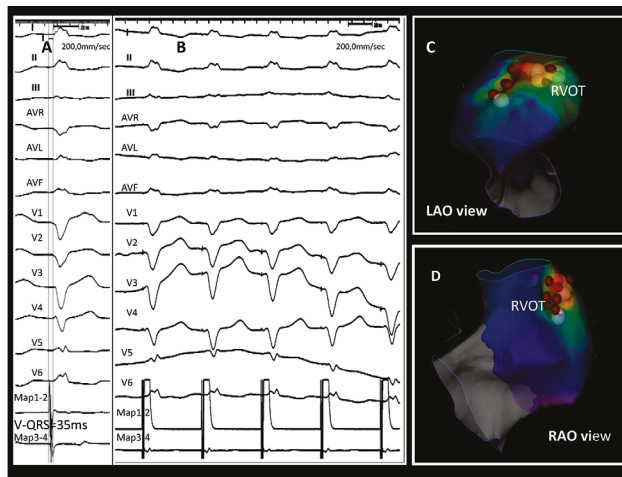 A
200,0mm/sec
I
II
III
AVR
AVL
AVF
V1
V2
V3
V4
V5
V6
Map1-2
V-QRS=35ms
Map3-4
B
200,0mm/sec
I
II
III
AVR
AVL
AVF
V1
V2
V3
V4
V5
V6
Map1-2
Map3-4
C
RVOT
LAO view
D
RVOT
RAO view